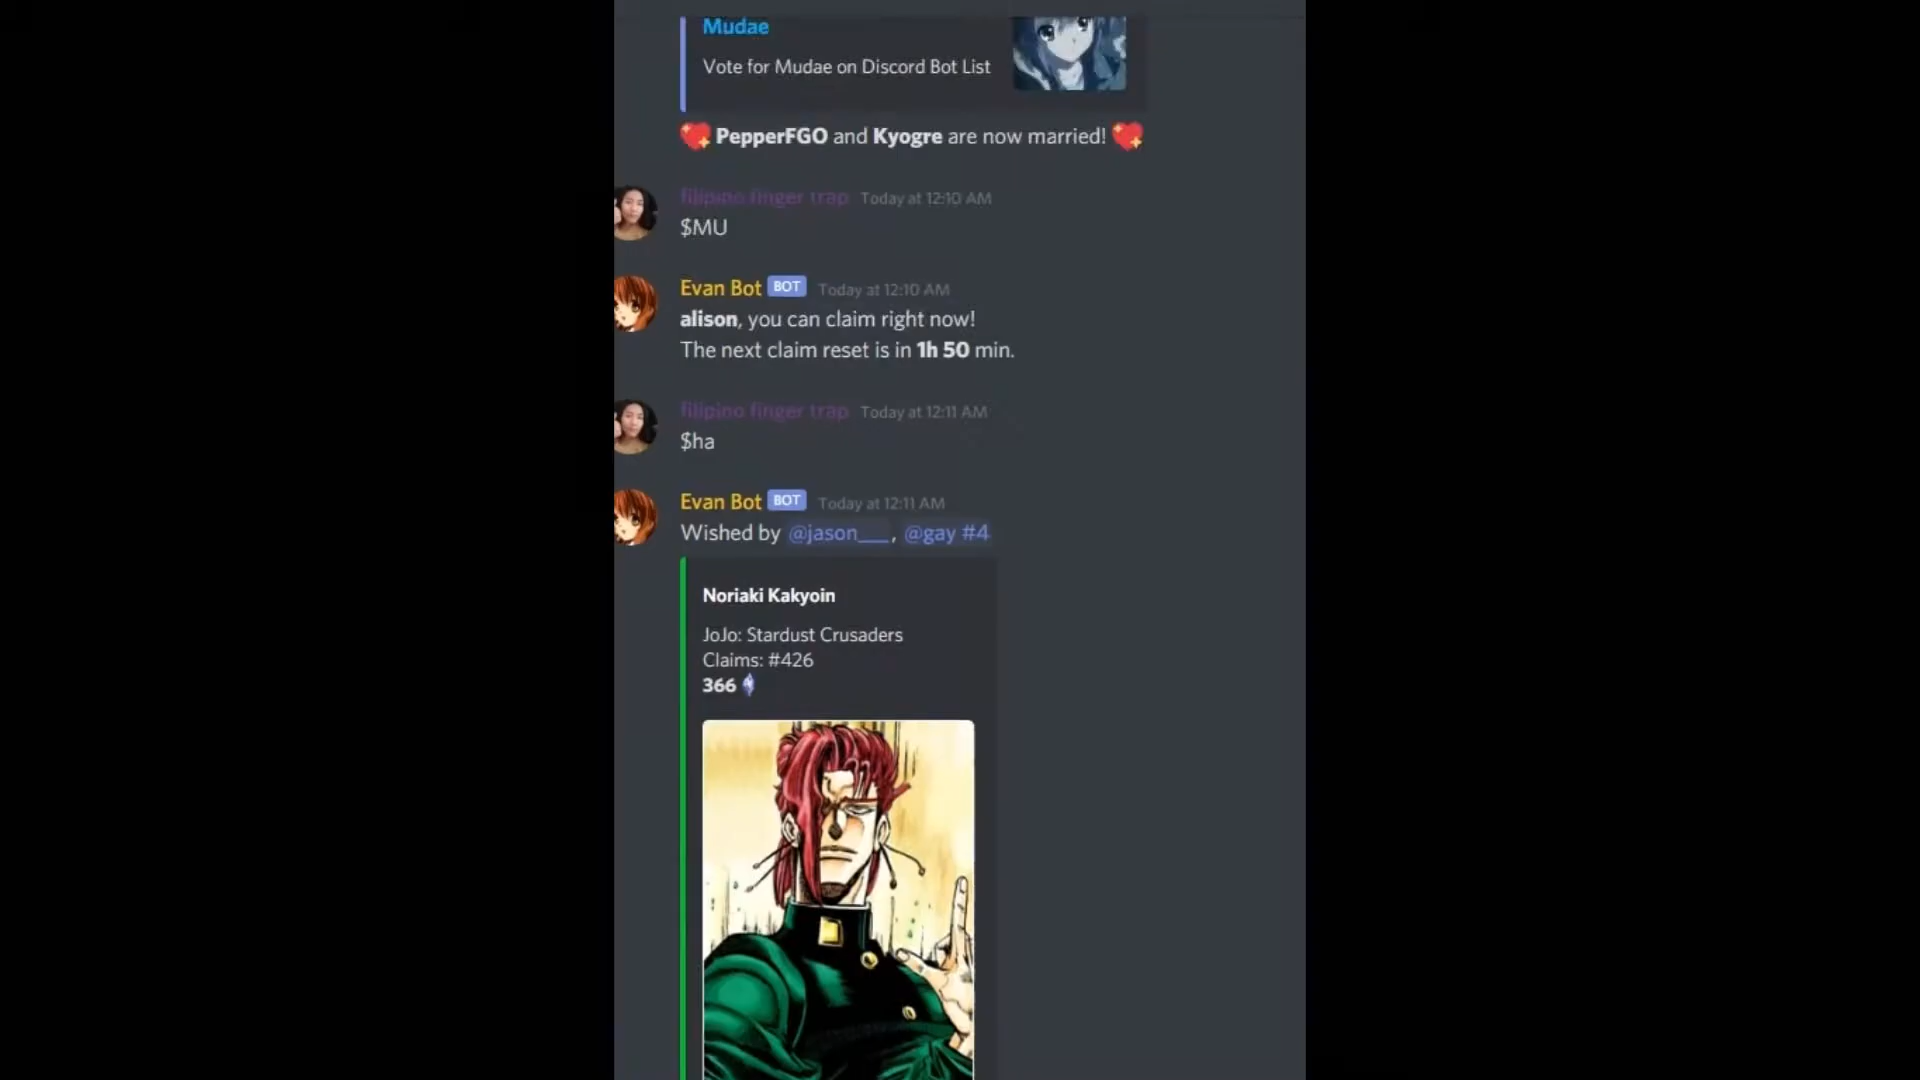 Mudae
Vote for Mudae on Discord Bot List
PepperFGO and Kyogre are now married!
filipino finger trap Today at 12:10 AM
$MU
Evan Bot BOT Today at 12:10 AM
alison, you can claim right now!
The next claim reset is in 1h 50 min.
filipino finger trap Today at 12:11 AM
$ha
Evan Bot BOT Today at 12:11 AM
Wished by @jason___, @gay #4
Noriaki Kakyoin
JoJo: Stardust Crusaders
Claims: #426
366